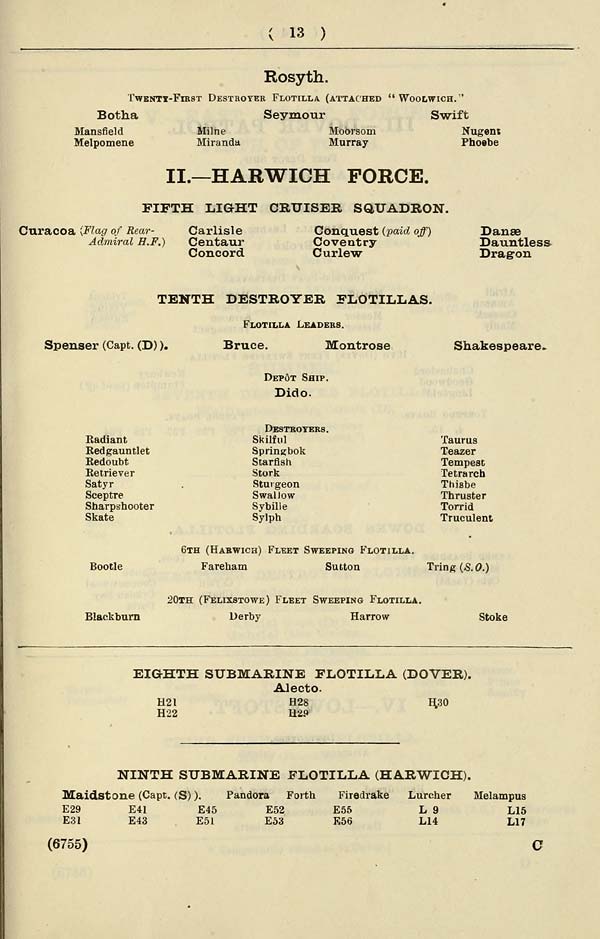 ( 13 )
Rosyth.
TWENTY-FIRST DESTROYER FLOTILLA (ATTACHED "WOOLWICH."
Botha Seymour Swift
Mansfield Milne Moorsom Nugent
Melpomene Miranda Murray Phoebe
II.—HARWICH FORCE.
FIFTH LIGHT CRUISER SQUADRON.
Curacoa (Flag of Rear- Carlisle Conquest (paid off) Danæ
Admiral H.F.) Centaur Coventry Dauntless
Concord Curlew Dragon
TENTH DESTROYER FLOTILLAS.
FLOTILLA LEADERS.
Spenser (Capt. (D)). Bruce. Montrose Shakespeare.
DEPÔT SHIP.
Dido.
DESTROYERS.
Radiant Skilful Taurus
Redgauntlet Springbok Teazer
Redoubt Starfish Tempest
Retriever Stork Tetrarch
Satyr Sturgeon Thisbe
Sceptre Swallow Thruster
Sharpshooter Sybille Torrid
Skate Sylph Truculent
6TH (HARWICH) FLEET SWEEPING FLOTILLA.
Bootle Fareham Sutton Tring (S.O.)
20TH (FELIXSTOWE) FLEET SWEEPING FLOTILLA.
Blackburn Derby Harrow Stoke
EIGHTH SUBMARINE FLOTILLA (DOVER).
Alecto.
H21 H28 H30
H22 H29
NINTH SUBMARINE FLOTILLA (HARWICH).
Maidstone (Capt. (S)). Pandora Forth Firedrake Lurcher Melampus
E29 E41 E45 E52 E55 L 9 L15
E31 E43 E51 E53 E56 L14 L17
(6755) C